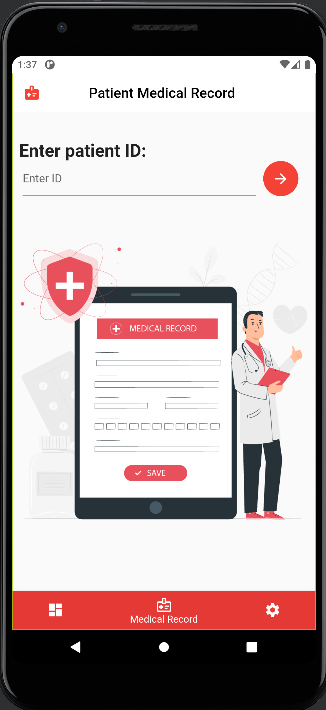 1:37
Patient Medical Record
Enter patient ID:
Enter ID
MEDICAL RECORD
SAVE
Medical Record